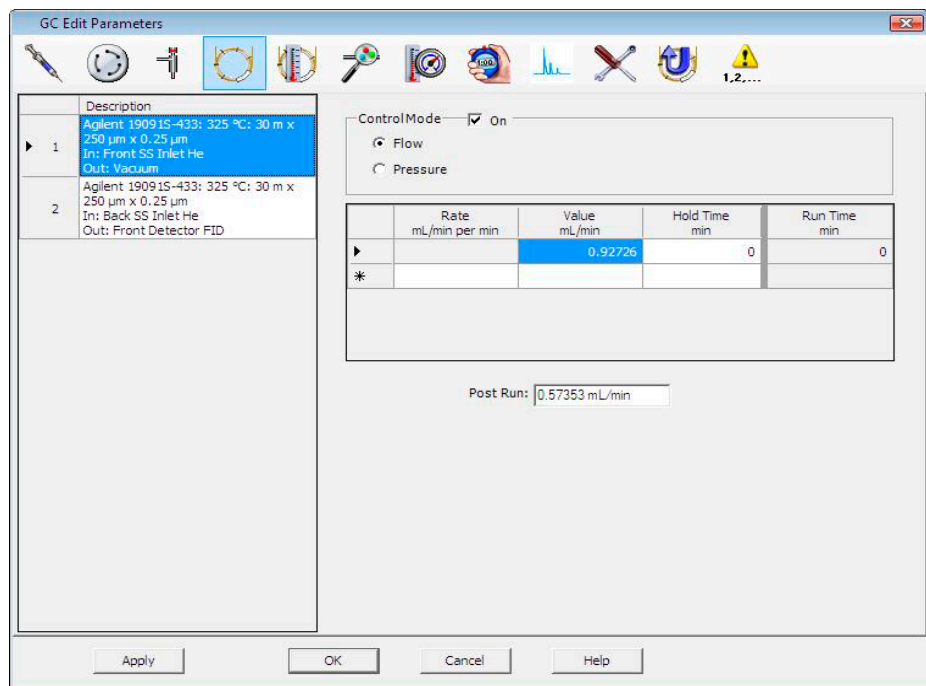 GC Edit Parameters
1:00
1,2,...
Description
1
Agilent 19091S-433: 325 °C: 30 m x
250 µm x 0.25 µm
In: Front SS Inlet He
Out: Vacuum
2
Agilent 19091S-433: 325 °C: 30 m x
250 µm x 0.25 µm
In: Back SS Inlet He
Out: Front Detector FID
Control Mode On
Flow
Pressure
Rate Value Hold Time Run Time
mL/min per min mL/min min min
0.92726 0 0
Post Run: 0.57353 mL/min
Apply OK Cancel Help